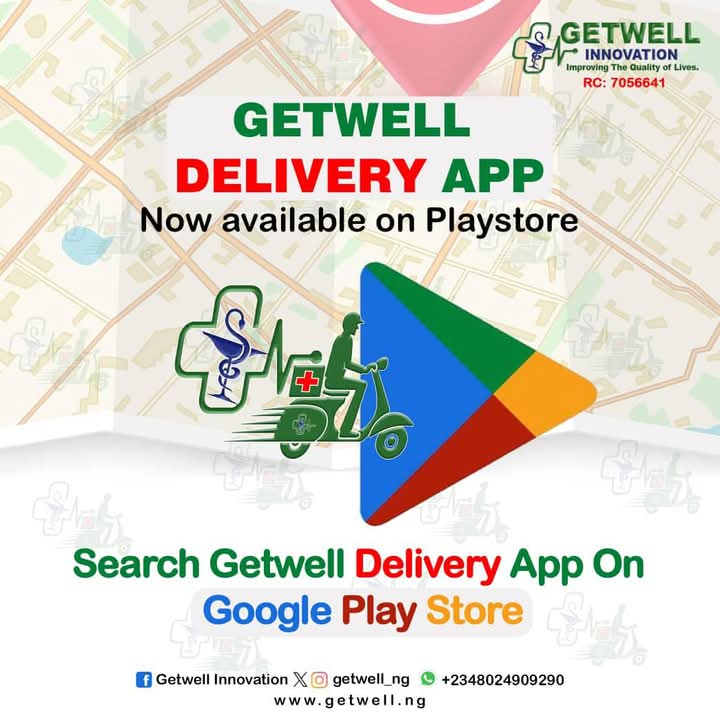 GETWELL
INNOVATION
Improving The Quality of Lives.
RC: 7056641
GETWELL
DELIVERY APP
Now available on Playstore
Search Getwell Delivery App On
Google Play Store
Getwell Innovation getwell_ng +2348024909290
www.getwell.ng